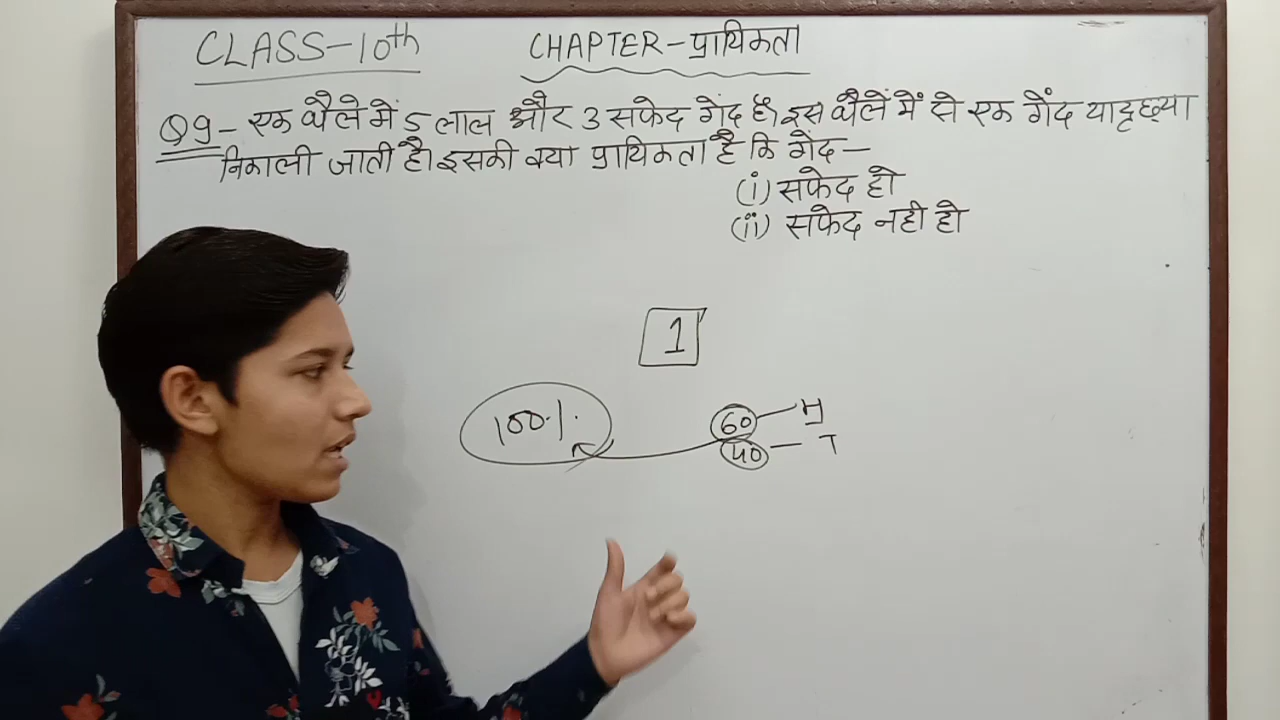 CLASS-10th CHAPTER-प्रायिकता
Q9- एक थैले में 5 लाल और 3 सफेद गेंद है, इस थैलें में से एक गेंद यादृच्छया
निकाली जाती है। इसकी क्या प्रायिकता है कि गेंद-
(i) सफेद हो
(ii) सफेद नही हो
1
100% 60 - H
40 - T